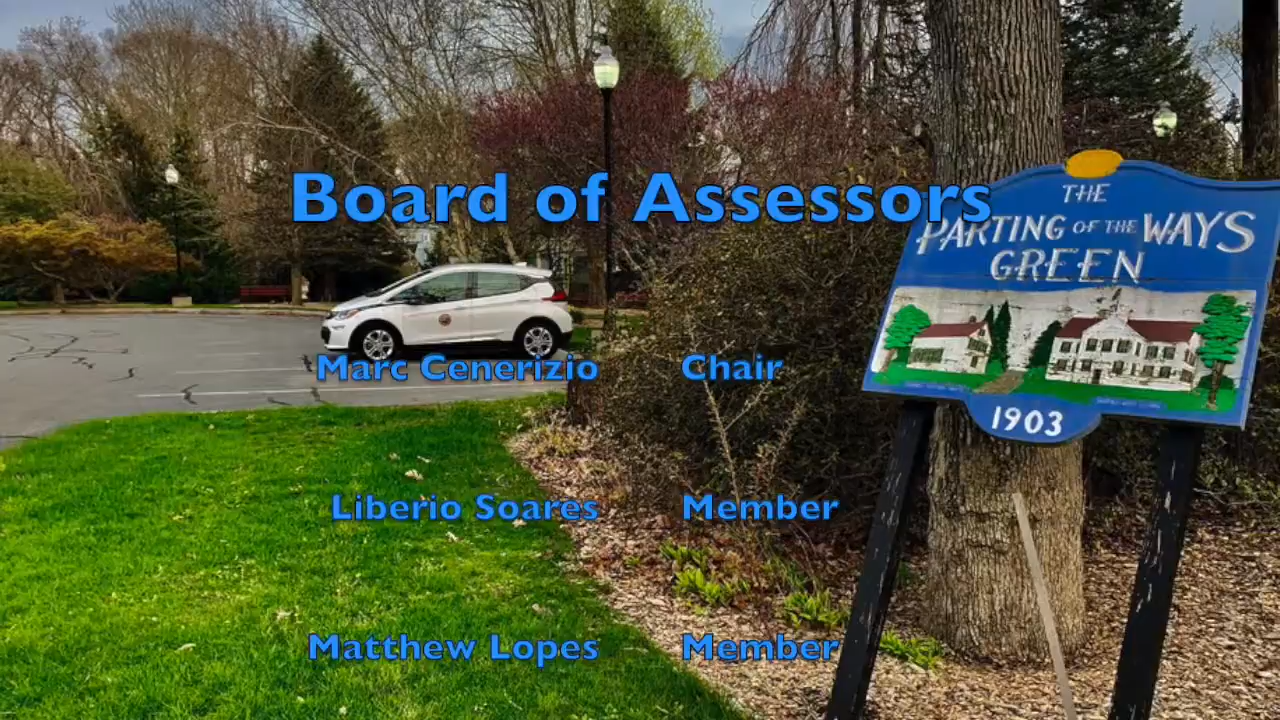 Board of Assessors
THE
PARTING OF THE WAYS
GREEN
1903
Marc Cenerizio Chair
Liberio Soares Member
Matthew Lopes Member